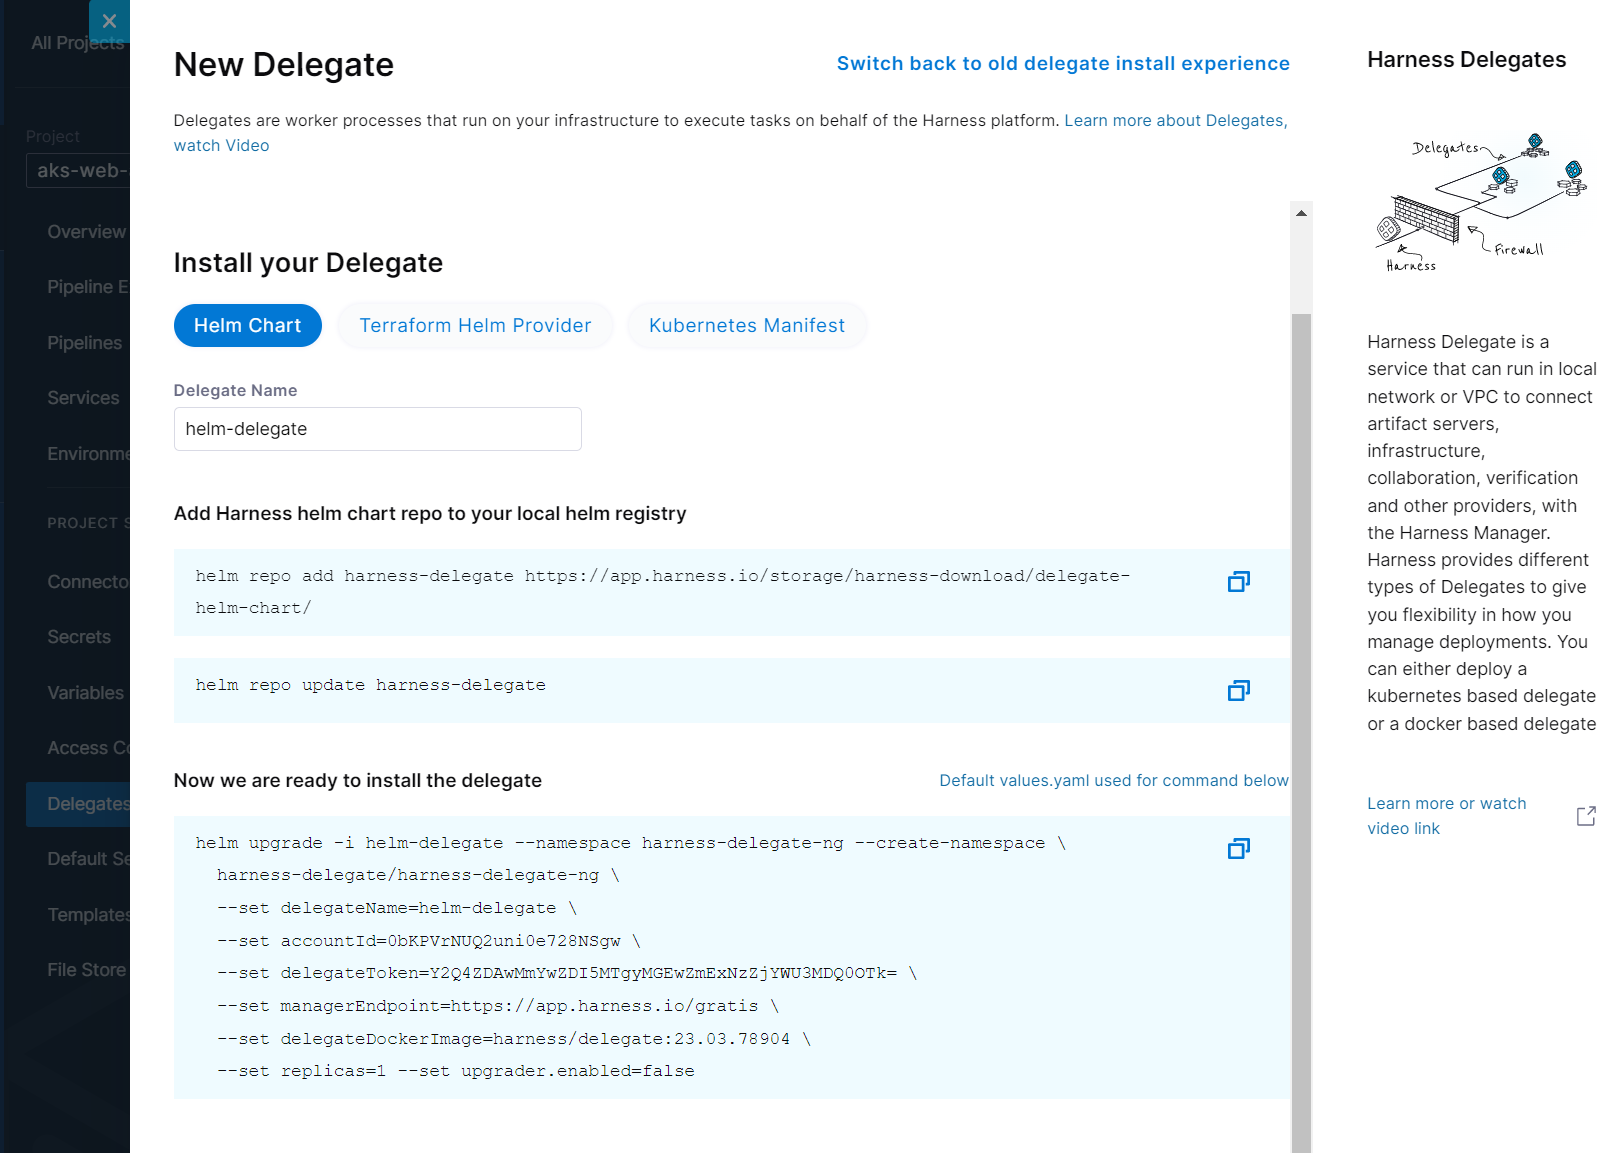 All Projects
Project
aks-web-
Overview
Pipeline E
Pipelines
Services
Environme
PROJECT S
Connecto
Secrets
Variables
Access Co
Delegates
Default Se
Templates
File Store
New Delegate
Switch back to old delegate install experience
Delegates are worker processes that run on your infrastructure to execute tasks on behalf of the Harness platform. Learn more about Delegates,
watch Video
Install your Delegate
Helm Chart
Terraform Helm Provider
Kubernetes Manifest
Delegate Name
helm-delegate
Add Harness helm chart repo to your local helm registry
helm repo add harness-delegate https://app.harness.io/storage/harness-download/delegate-
helm-chart/
helm repo update harness-delegate
Now we are ready to install the delegate
Default values.yaml used for command below
helm upgrade -i helm-delegate --namespace harness-delegate-ng --create-namespace \
harness-delegate/harness-delegate-ng \
--set delegateName=helm-delegate \
--set accountId=0bKPVrNUQ2uni0e728NSgw \
--set delegateToken=Y2Q4ZDAwMmYwZDI5MTgyMGEwZmExNzZjYWU3MDQ0OTk= \
--set managerEndpoint=https://app.harness.io/gratis \
--set delegateDockerImage=harness/delegate:23.03.78904 \
--set replicas=1 --set upgrader.enabled=false
Harness Delegates
Delegates
Firewall
Harness
Harness Delegate is a
service that can run in local
network or VPC to connect
artifact servers,
infrastructure,
collaboration, verification
and other providers, with
the Harness Manager.
Harness provides different
types of Delegates to give
you flexibility in how you
manage deployments. You
can either deploy a
kubernetes based delegate
or a docker based delegate
Learn more or watch
video link